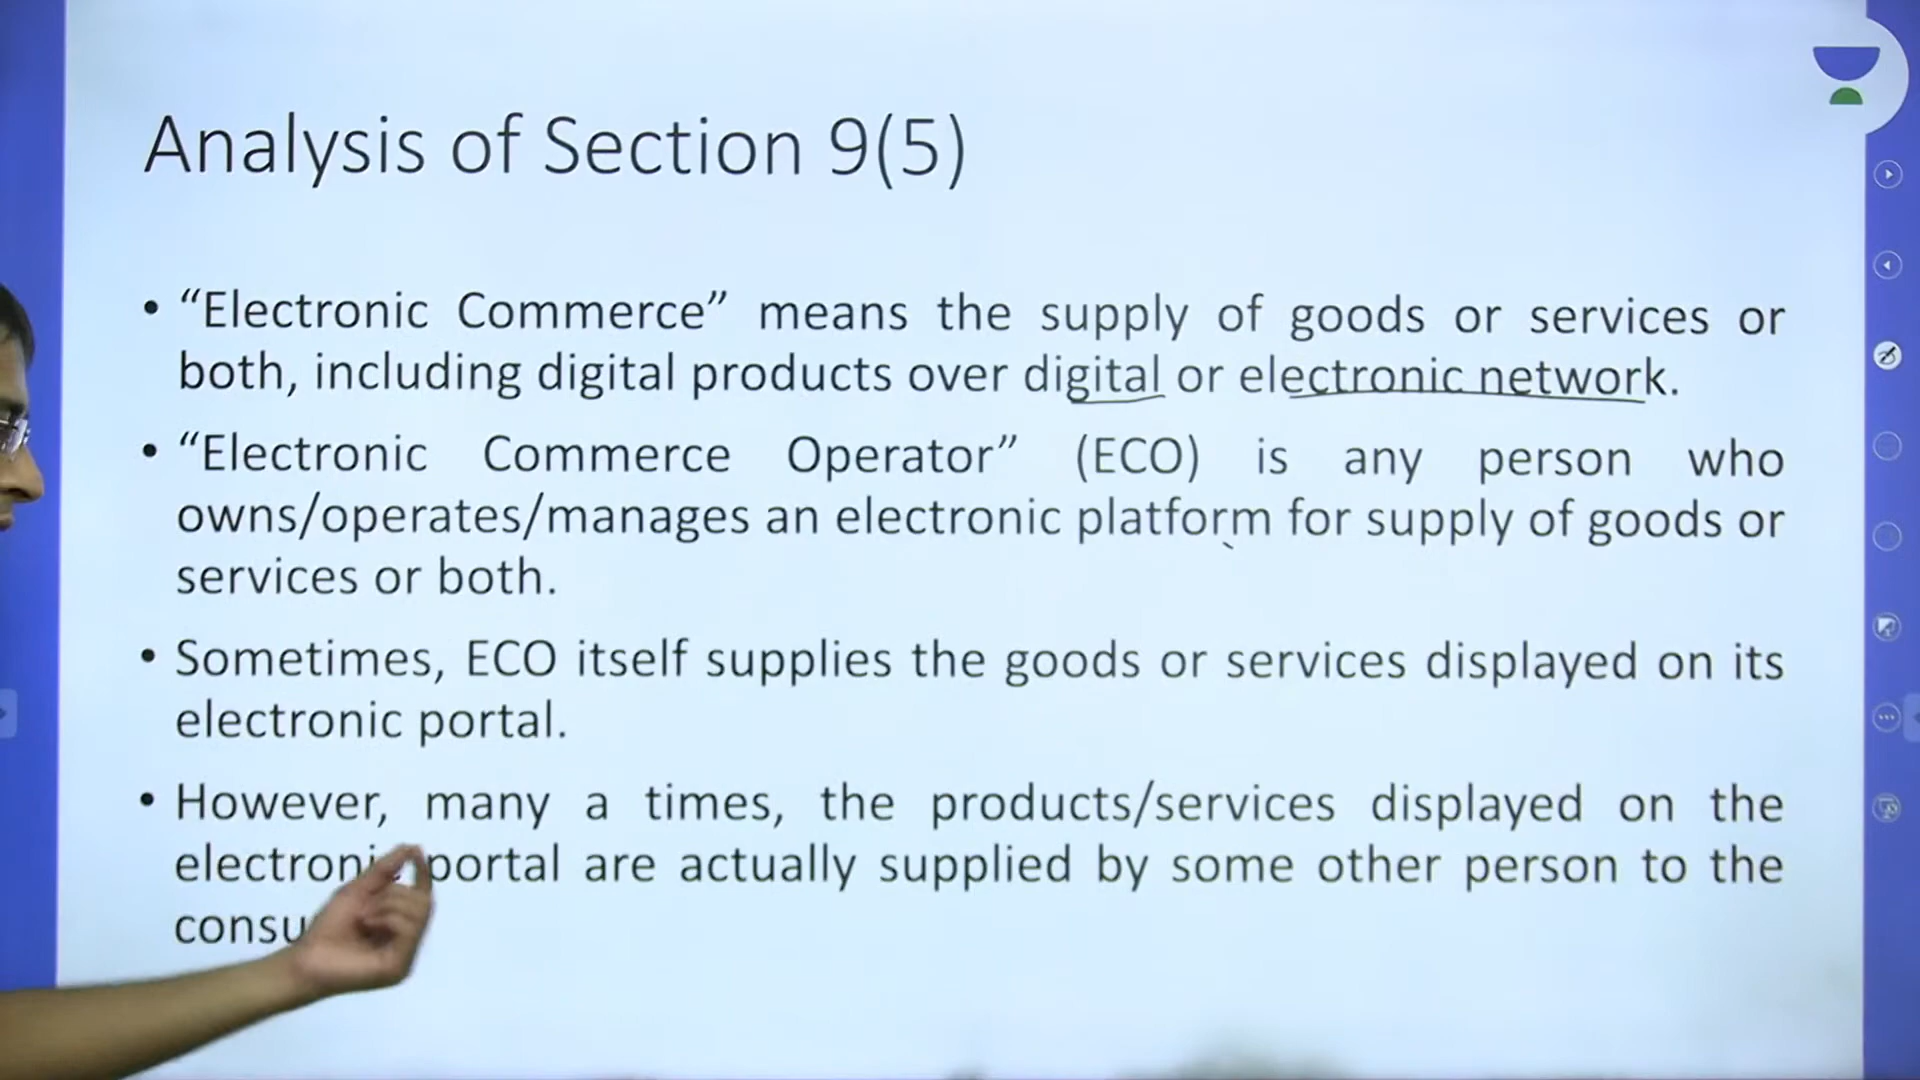 Analysis of Section 9(5)
• “Electronic Commerce” means the supply of goods or services or
both, including digital products over digital or electronic network.
• “Electronic Commerce Operator” (ECO) is any person who
owns/operates/manages an electronic platform for supply of goods or
services or both.
• Sometimes, ECO itself supplies the goods or services displayed on its
electronic portal.
• However, many a times, the products/services displayed on the
portal are actually supplied by some other person to the